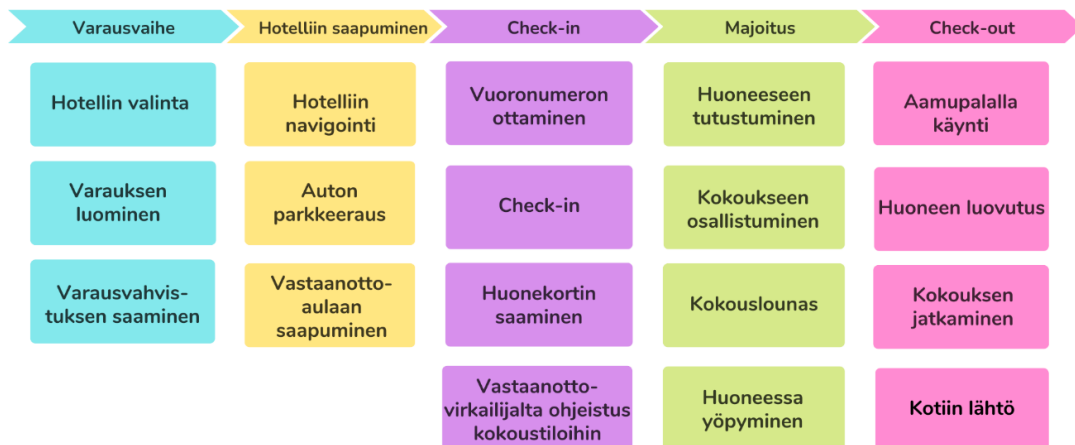 Varausvaihe
Hotelliin saapuminen
Check-in
Majoitus
Check-out
Hotellin valinta
Varauksen
luominen
Varausvahvis-
tuksen saaminen
Hotelliin
navigointi
Auton
parkkeeraus
Vastaanotto-
aulaan
saapuminen
Vuoronumeron
ottaminen
Check-in
Huonekortin
saaminen
Vastaanotto-
virkailijalta ohjeistus
kokoustiloihin
Huoneeseen
tutustuminen
Kokoukseen
osallistuminen
Kokouslounas
Huoneessa
yöpyminen
Aamupalalla
käynti
Huoneen luovutus
Kokouksen
jatkaminen
Kotiin lähtö